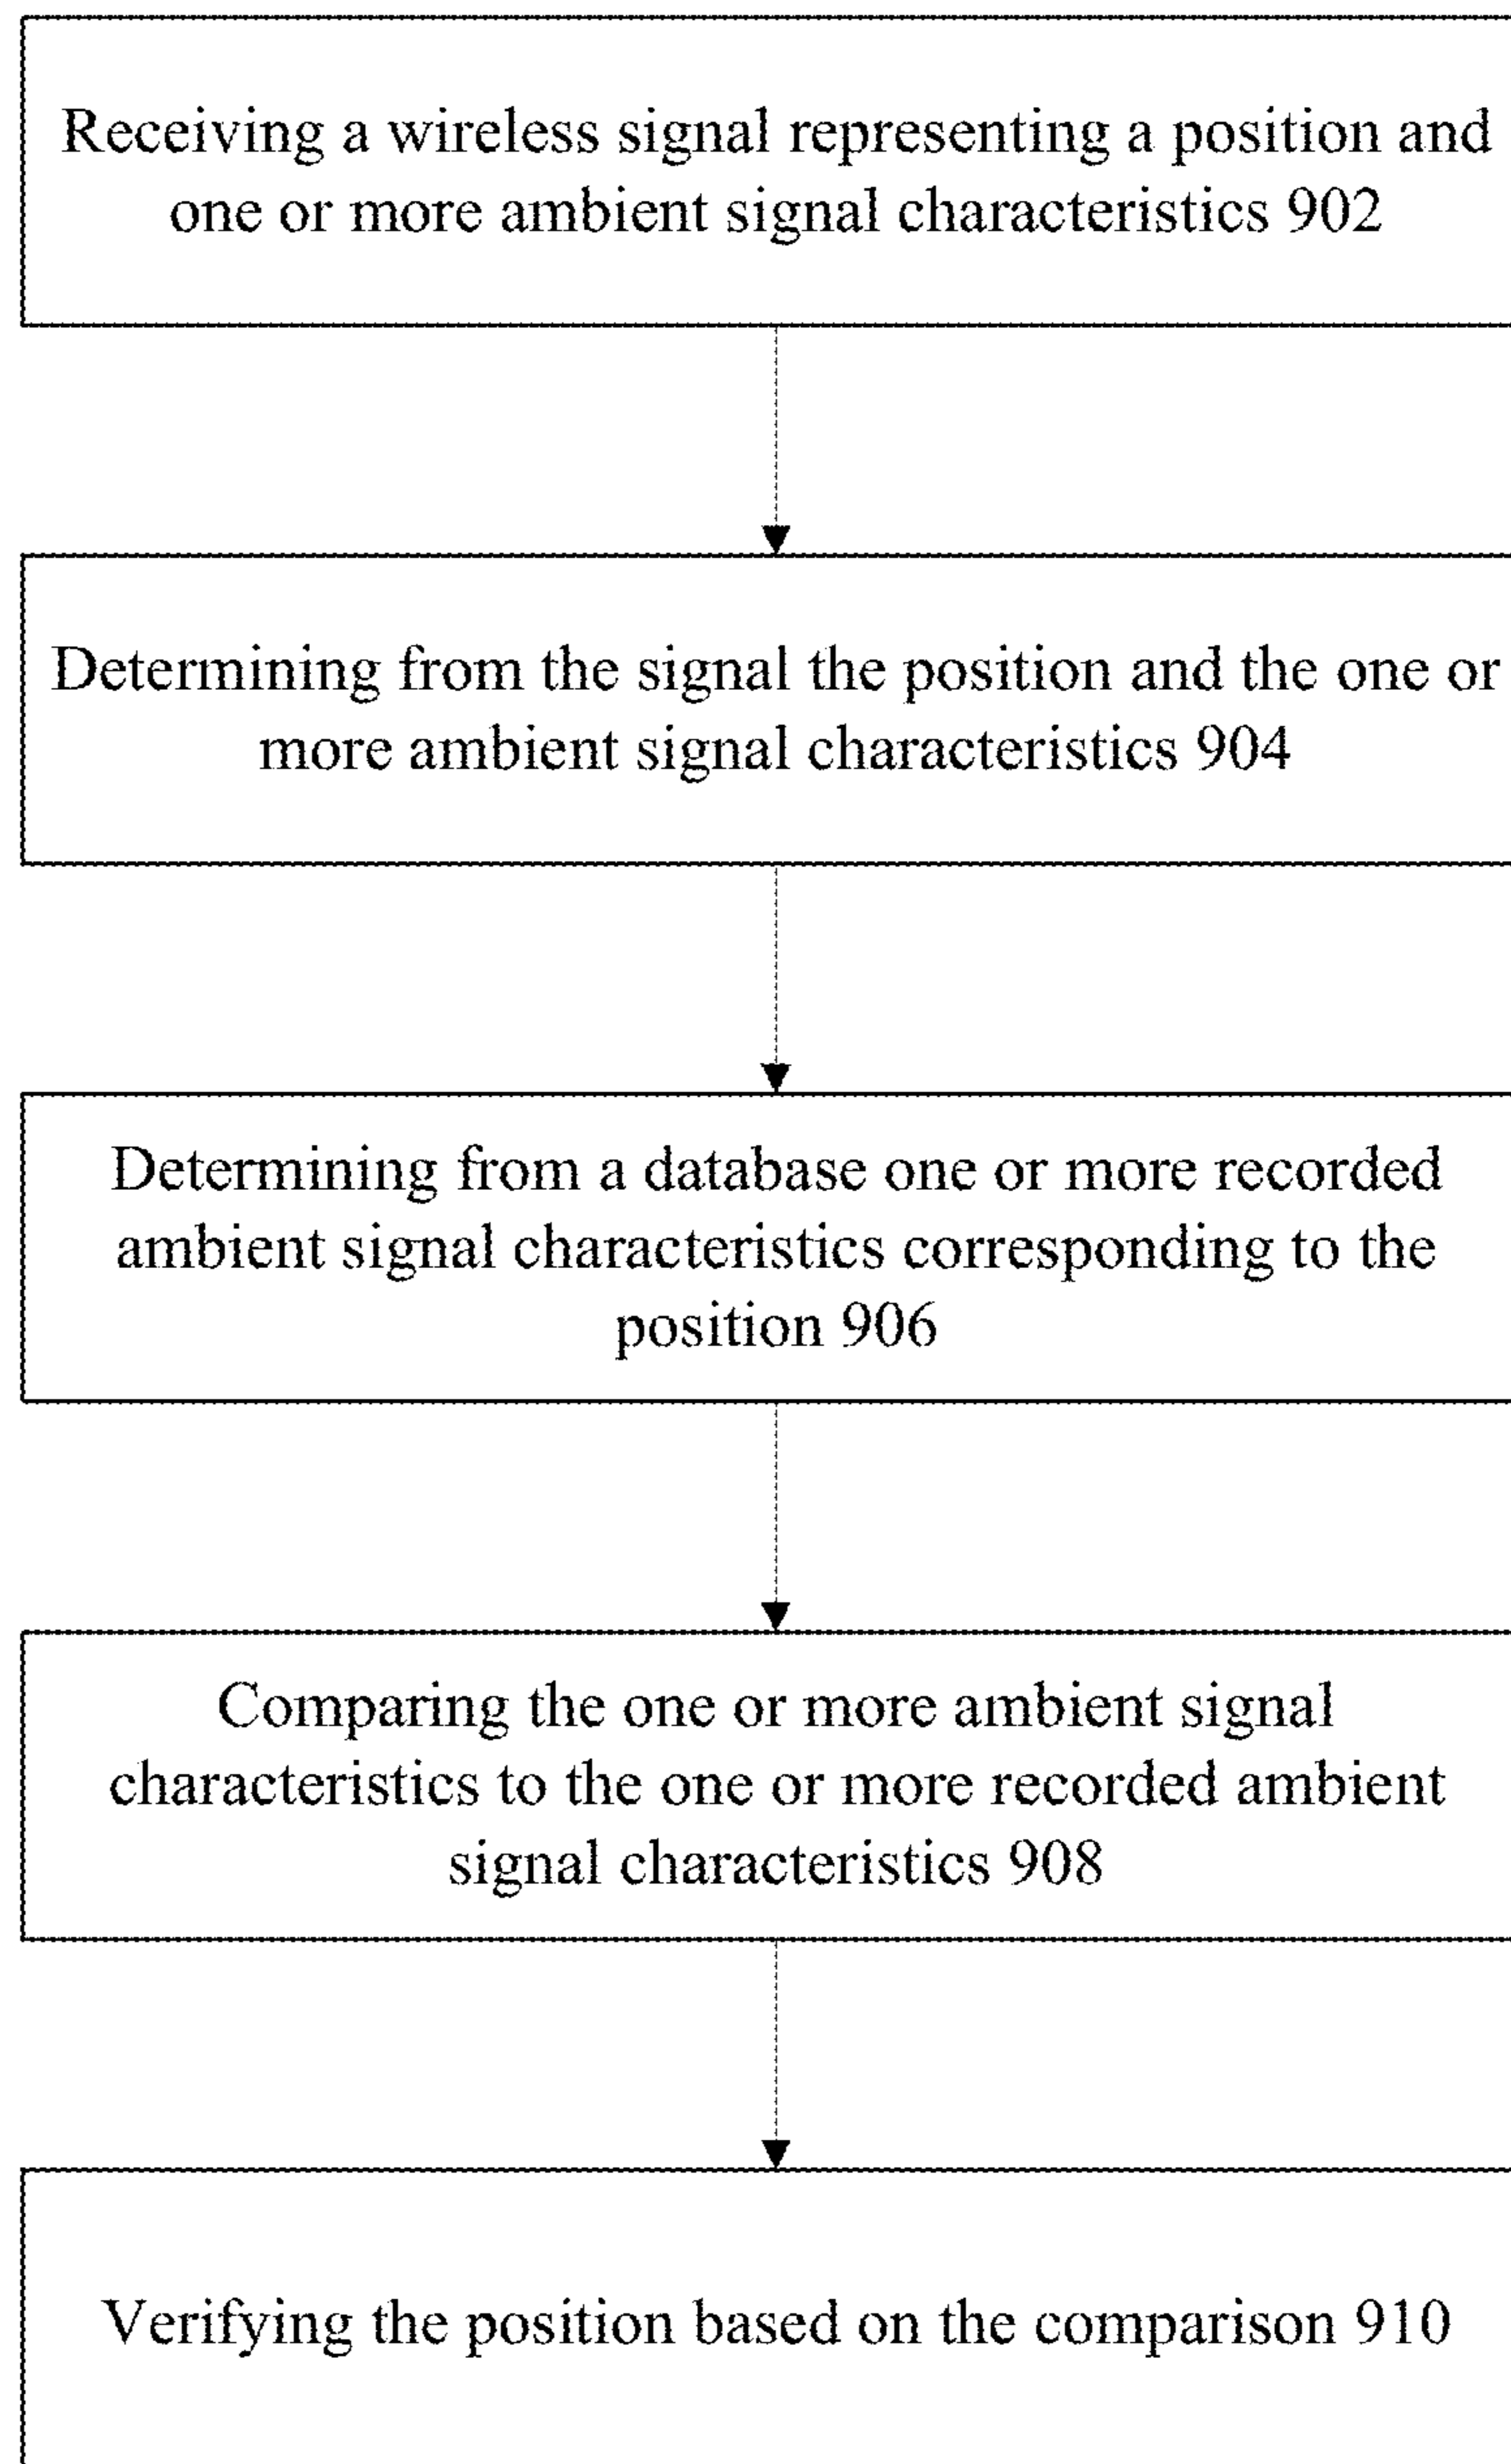 Receiving a wireless signal representing a position and
one or more ambient signal characteristics 902
Determining from the signal the position and the one or
more ambient signal characteristics 904
Determining from a database one or more recorded
ambient signal characteristics corresponding to the
position 906
Comparing the one or more ambient signal
characteristics to the one or more recorded ambient
signal characteristics 908
Verifying the position based on the comparison 910